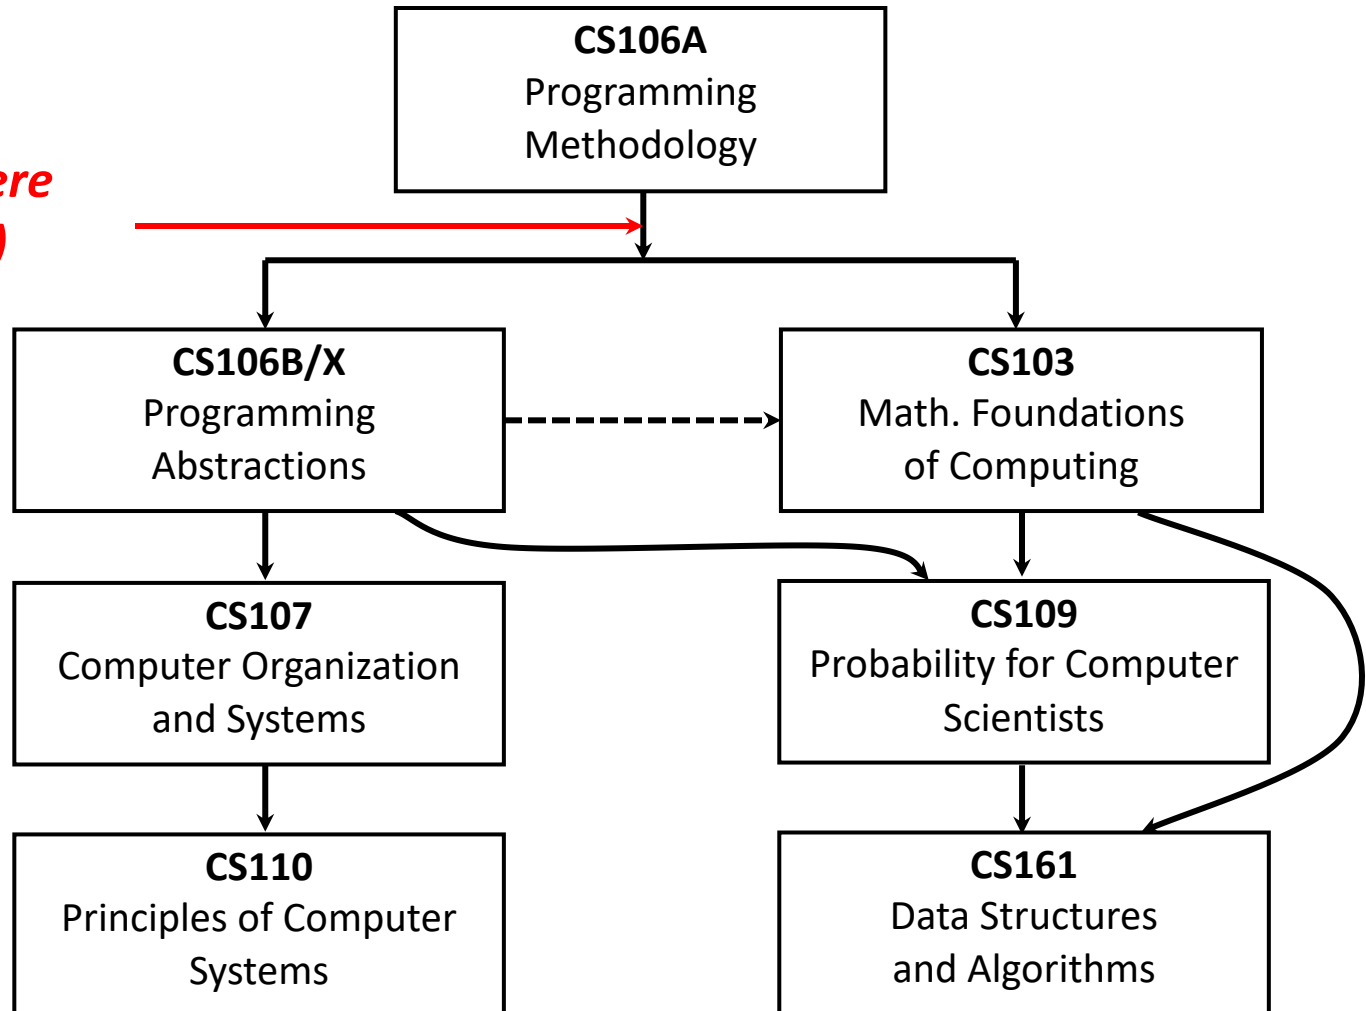 CS106A
Programming
Methodology
CS106B/X
Programming
Abstractions
CS103
Math. Foundations
of Computing
CS107
Computer Organization
and Systems
CS109
Probability for Computer
Scientists
CS110
Principles of Computer
Systems
CS161
Data Structures
and Algorithms